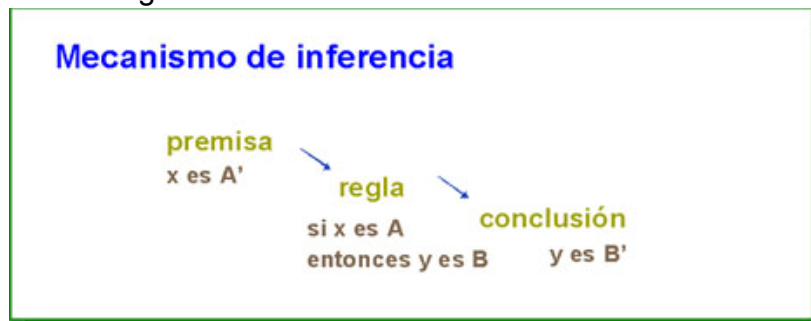 Mecanismo de inferencia
premisa
x es A’
regla
si x es A
entonces y es B
conclusión
y es B’